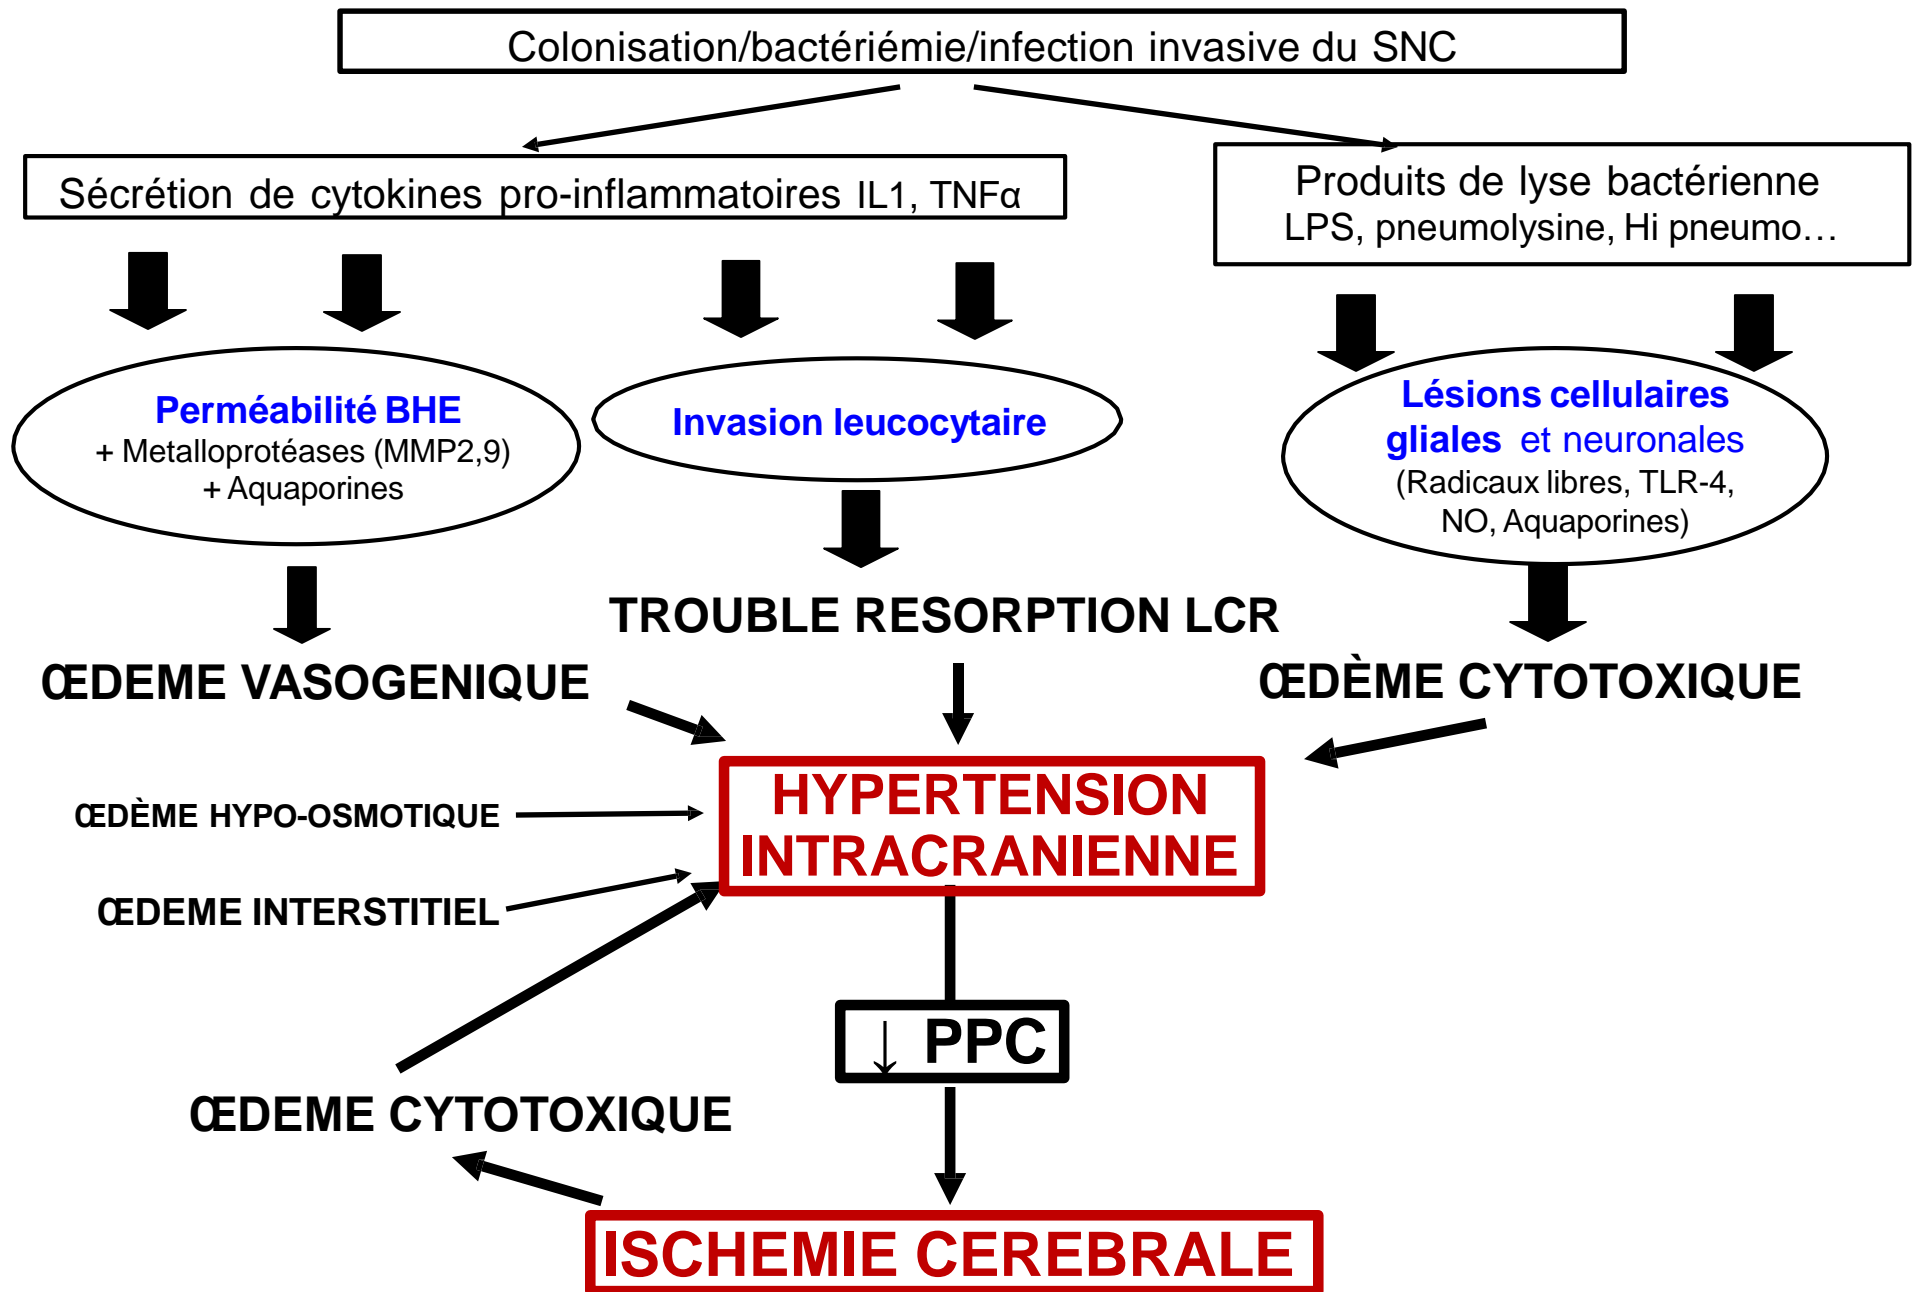 Colonisation/bactériémie/infection invasive du SNC
Sécrétion de cytokines pro-inflammatoires IL1, TNFα
Produits de lyse bactérienne
LPS, pneumolysine, Hi pneumo…
Perméabilité BHE
+ Metalloprotéases (MMP2,9)
+ Aquaporines
Invasion leucocytaire
Lésions cellulaires
gliales et neuronales
(Radicaux libres, TLR-4,
NO, Aquaporines)
TROUBLE RESORPTION LCR
ŒDEME VASOGENIQUE
ŒDÈME CYTOTOXIQUE
HYPERTENSION
INTRACRANIENNE
ŒDÈME HYPO-OSMOTIQUE
ŒDEME INTERSTITIEL
↓ PPC
ŒDEME CYTOTOXIQUE
ISCHEMIE CEREBRALE